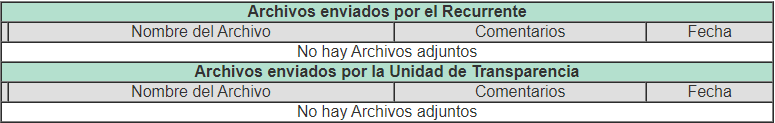 Archivos enviados por el Recurrente
Nombre del Archivo Comentarios Fecha
No hay Archivos adjuntos
Archivos enviados por la Unidad de Transparencia
Nombre del Archivo Comentarios Fecha
No hay Archivos adjuntos